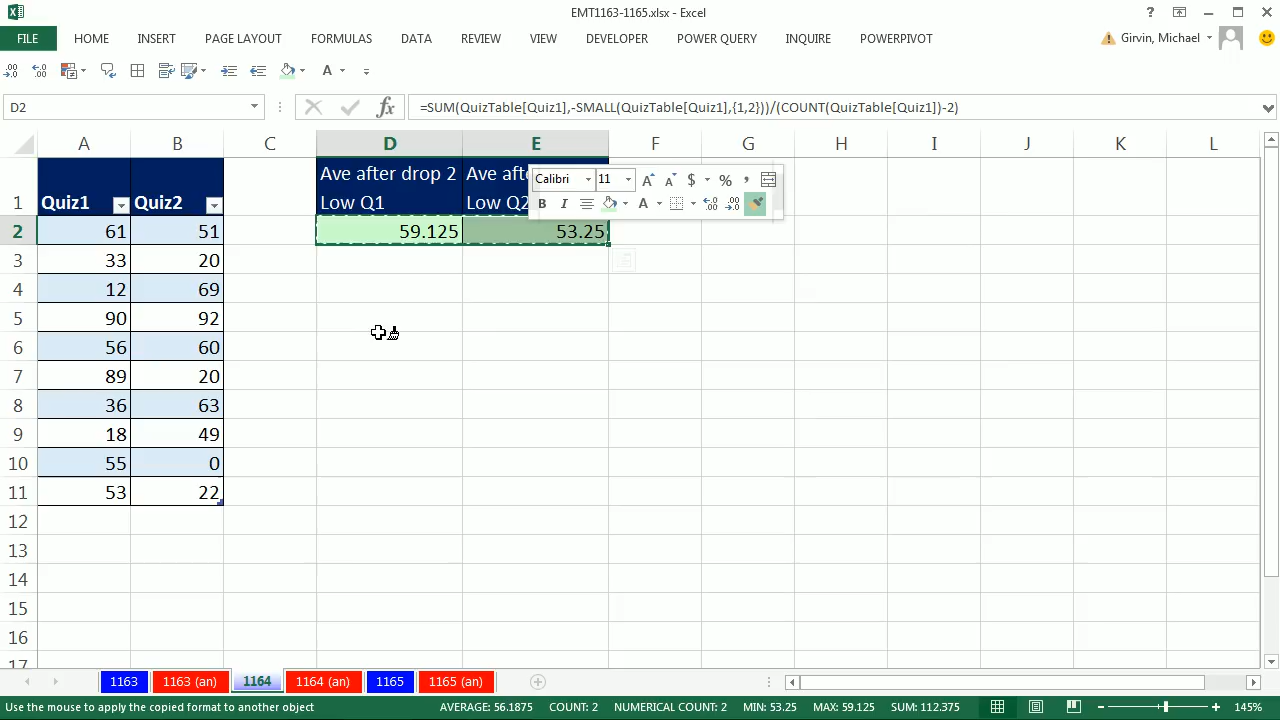 EMT1163-1165.xlsx - Excel
FILE HOME INSERT PAGE LAYOUT FORMULAS DATA REVIEW VIEW DEVELOPER POWER QUERY INQUIRE POWERPIVOT Girvin, Michael
D2 fx =SUM(QuizTable[Quiz1],-SMALL(QuizTable[Quiz1],{1,2}))/(COUNT(QuizTable[Quiz1])-2)
A B C D E F G H I J K L
Calibri 11 $ % ,
B I A
1 Quiz1 Quiz2 Ave after drop 2 Ave afte
Low Q1 Low Q2
2 61 51 59.125 53.25
3 33 20
4 12 69
5 90 92
6 56 60
7 89 20
8 36 63
9 18 49
10 55 0
11 53 22
12
13
14
15
16
17
1163 1163 (an) 1164 1164 (an) 1165 1165 (an)
Use the mouse to apply the copied format to another object AVERAGE: 56.1875 COUNT: 2 NUMERICAL COUNT: 2 MIN: 53.25 MAX: 59.125 SUM: 112.375 145%